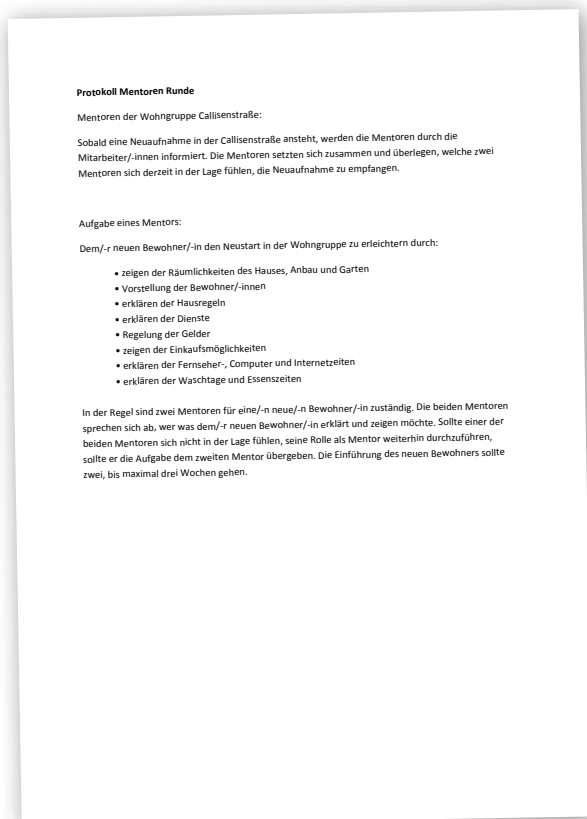 Protokoll Mentoren Runde
Mentoren der Wohngruppe Callisenstraße:
Sobald eine Neuaufnahme in der Callisenstraße ansteht, werden die Mentoren durch die
Mitarbeiter/-innen informiert. Die Mentoren setzten sich zusammen und überlegen, welche zwei
Mentoren sich derzeit in der Lage fühlen, die Neuaufnahme zu empfangen.
Aufgabe eines Mentors:
Dem/-r neuen Bewohner/-in den Neustart in der Wohngruppe zu erleichtern durch:
• zeigen der Räumlichkeiten des Hauses, Anbau und Garten
• Vorstellung der Bewohner/-innen
• erklären der Hausregeln
• erklären der Dienste
• Regelung der Gelder
• zeigen der Einkaufsmöglichkeiten
• erklären der Fernseher-, Computer und Internetzeiten
• erklären der Waschtage und Essenszeiten
In der Regel sind zwei Mentoren für eine/-n neue/-n Bewohner/-in zuständig. Die beiden Mentoren
sprechen sich ab, wer was dem/-r neuen Bewohner/-in erklärt und zeigen möchte. Sollte einer der
beiden Mentoren sich nicht in der Lage fühlen, seine Rolle als Mentor weiterhin durchzuführen,
sollte er die Aufgabe dem zweiten Mentor übergeben. Die Einführung des neuen Bewohners sollte
zwei, bis maximal drei Wochen gehen.